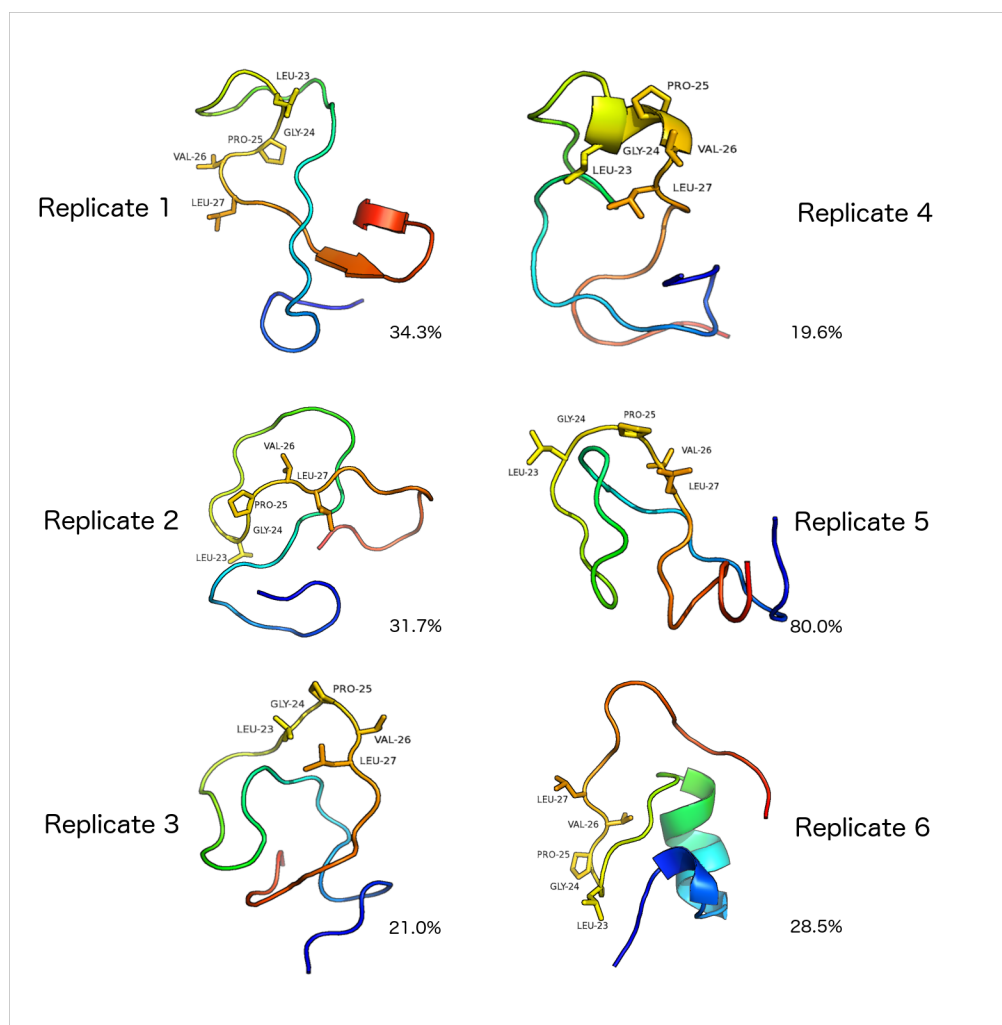 Replicate 1
LEU-23
GLY-24
PRO-25
VAL-26
LEU-27
34.3%
Replicate 4
PRO-25
GLY-24
VAL-26
LEU-23
LEU-27
19.6%
Replicate 2
VAL-26
LEU-27
PRO-25
GLY-24
LEU-23
31.7%
Replicate 5
PRO-25
GLY-24
VAL-26
LEU-23
LEU-27
80.0%
Replicate 3
PRO-25
GLY-24
LEU-23
VAL-26
LEU-27
21.0%
Replicate 6
LEU-27
VAL-26
PRO-25
GLY-24
LEU-23
28.5%